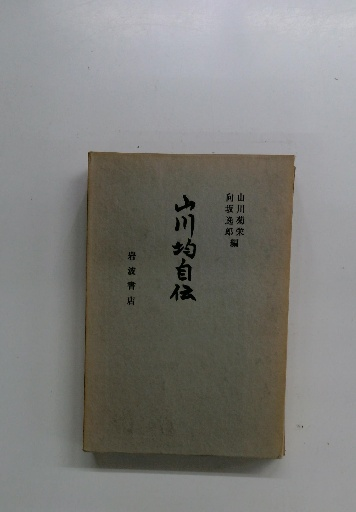 山川菊栄
向坂逸郎 編
山川均自伝
岩波書店